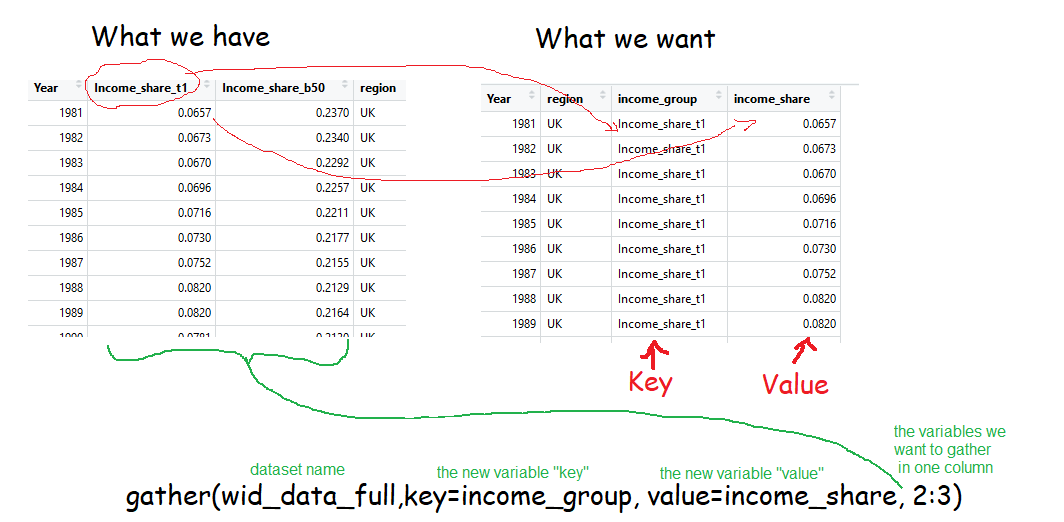 What we have
What we want
Year Income_share_t1 Income_share_b50 region
1981 0.0657 0.2370 UK
1982 0.0673 0.2340 UK
1983 0.0670 0.2292 UK
1984 0.0696 0.2257 UK
1985 0.0716 0.2211 UK
1986 0.0730 0.2177 UK
1987 0.0752 0.2155 UK
1988 0.0820 0.2129 UK
1989 0.0820 0.2164 UK
1990 0.0781 0.2130 UK
Year region income_group income_share
1981 UK Income_share_t1 0.0657
1982 UK Income_share_t1 0.0673
1983 UK Income_share_t1 0.0670
1984 UK Income_share_t1 0.0696
1985 UK Income_share_t1 0.0716
1986 UK Income_share_t1 0.0730
1987 UK Income_share_t1 0.0752
1988 UK Income_share_t1 0.0820
1989 UK Income_share_t1 0.0820
Key
Value
the variables we
want to gather
in one column
dataset name
the new variable "key"
the new variable "value"
gather(wid_data_full,key=income_group, value=income_share, 2:3)